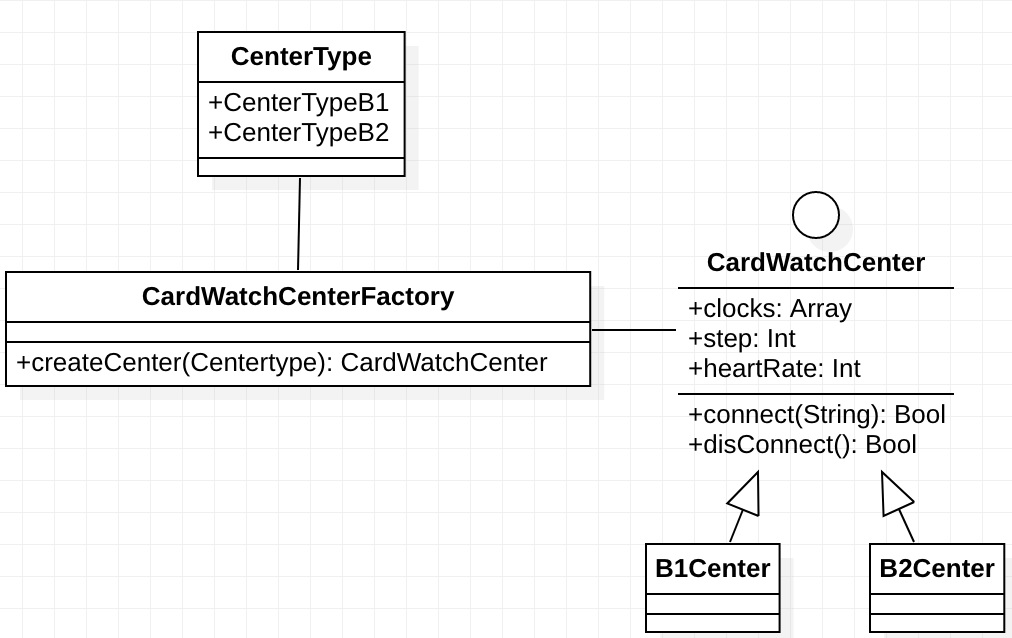 CenterType
+CenterTypeB1
+CenterTypeB2
CardWatchCenterFactory
+createCenter(Centertype): CardWatchCenter
CardWatchCenter
+clocks: Array
+step: Int
+heartRate: Int
+connect(String): Bool
+disConnect(): Bool
B1Center
B2Center